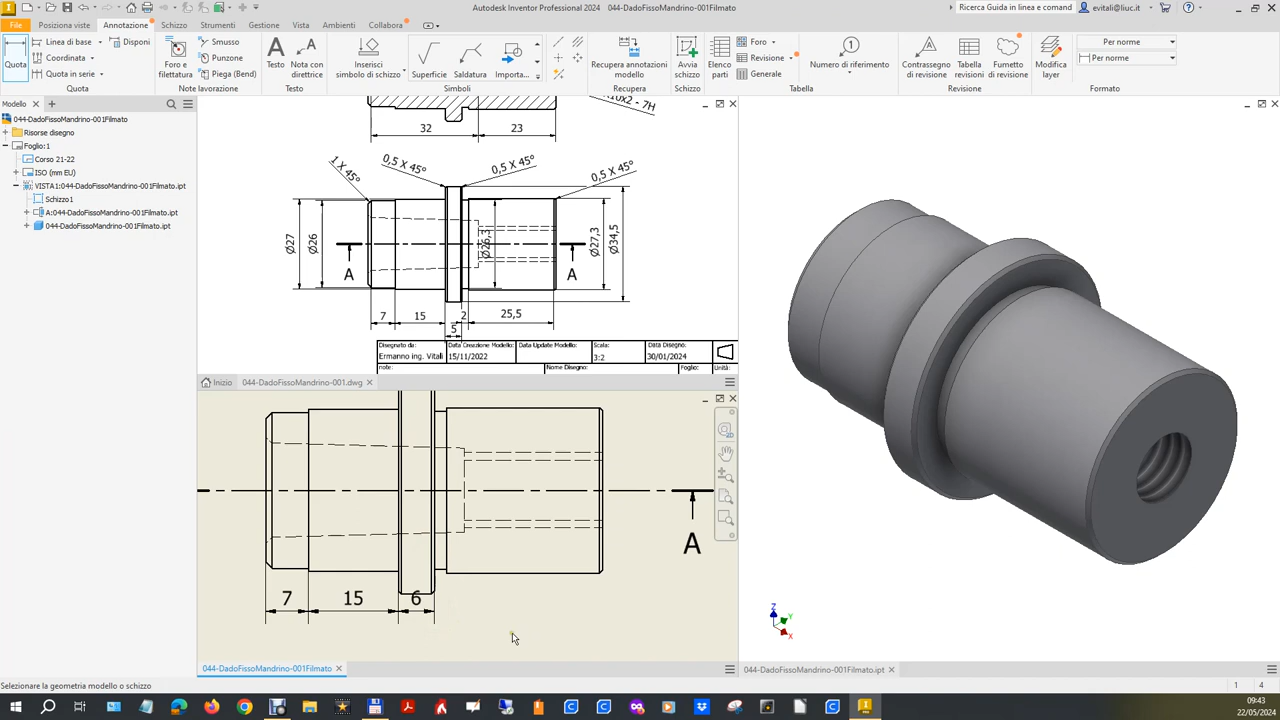 Autodesk Inventor Professional 2024 044-DadoFissoMandrino-001Filmato
Ricerca Guida in linea e comand
evitali@liuc.it
File Posizione viste Annotazione Schizzo Strumenti Gestione Vista Ambienti Collabora
Quota
Linea di base
Coordinata
Quota in serie
Disponi
Quota
Foro e filettatura
Smusso
Punzone
Piega (Bend)
Note lavorazione
Testo
Nota con direttrice
Testo
Inserisci simbolo di schizzo
Superficie
Saldatura
Importa...
Simboli
Recupera annotazioni modello
Recupera
Avvia schizzo
Schizzo
Elenco parti
Foro
Revisione
Generale
Tabella
Numero di riferimento
Contrassegno di revisione
Tabella revisioni
Fumetto di revisione
Revisione
Modifica layer
Per norme
Per norme
Formato
Modello
044-DadoFissoMandrino-001Filmato
Risorse disegno
Foglio:1
Corso 21-22
ISO (mm EU)
VISTA1:044-DadoFissoMandrino-001Filmato.ipt
Schizzo1
A:044-DadoFissoMandrino-001Filmato.ipt
044-DadoFissoMandrino-001Filmato.ipt
32
23
1 X 45°
0,5 X 45°
0,5 X 45°
0,5 X 45°
Ø27
Ø26
Ø27,3
Ø34,5
A
A
7
15
5
2
25,5
Disegnato da:
Ermanno ing. Vitali
Data Creazione Modello:
15/11/2022
Data Update Modello:
Scala:
3:2
Data Disegno:
30/01/2024
note:
Nome Disegno:
Foglio:
Unità:
Inizio 044-DadoFissoMandrino-001.dwg
A
7
15
6
044-DadoFissoMandrino-001Filmato
Z
Y
X
044-DadoFissoMandrino-001Filmato.ipt
Selezionare la geometria modello o schizzo
1 4
09:43
22/05/2024